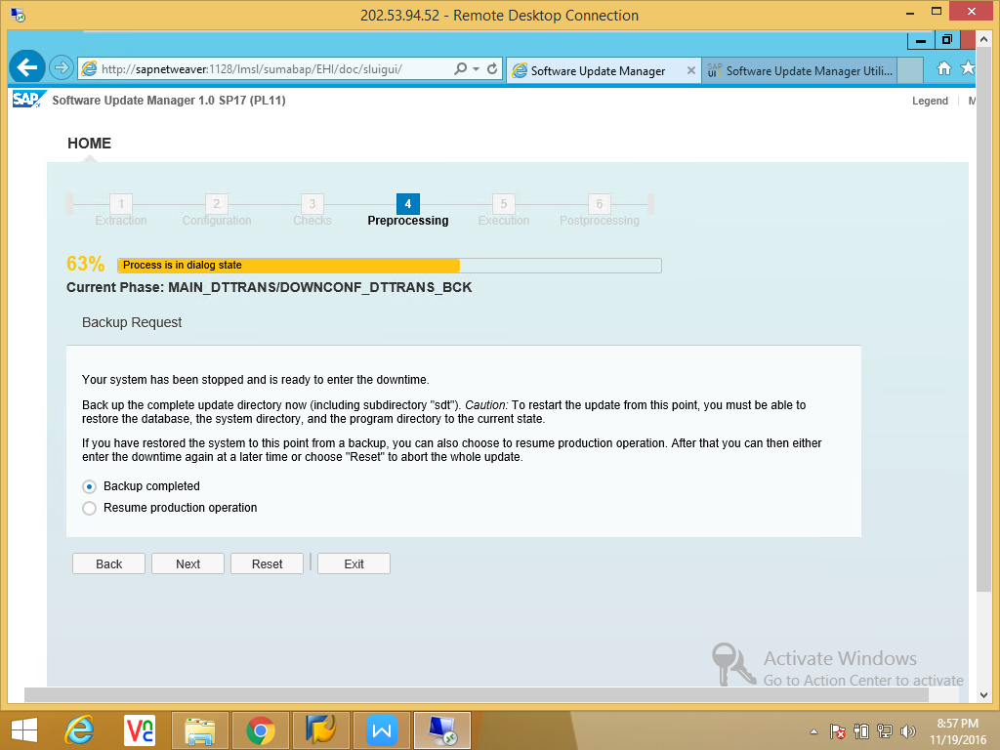 202.53.94.52 - Remote Desktop Connection
http://sapnetweaver:1128/lmsl/sumabap/EHI/doc/sluigui/
Software Update Manager
SAP UI
Software Update Manager Utili...
SAP
Software Update Manager 1.0 SP17 (PL11)
Legend
M
HOME
1
2
3
4
5
6
Extraction
Configuration
Checks
Preprocessing
Execution
Postprocessing
63%
Process is in dialog state
Current Phase: MAIN_DTTRANS/DOWNCONF_DTTRANS_BCK
Backup Request
Your system has been stopped and is ready to enter the downtime.
Back up the complete update directory now (including subdirectory "sdt"). Caution: To restart the update from this point, you must be able to
restore the database, the system directory, and the program directory to the current state.
If you have restored the system to this point from a backup, you can also choose to resume production operation. After that you can then either
enter the downtime again at a later time or choose "Reset" to abort the whole update.
Backup completed
Resume production operation
Back
Next
Reset
Exit
Activate Windows
Go to Action Center to activate
VNC
W
8:57 PM
11/19/2016